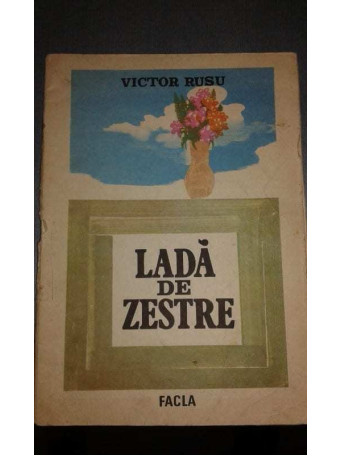 VICTOR RUSU
LADĂ
DE
ZESTRE
FACLA